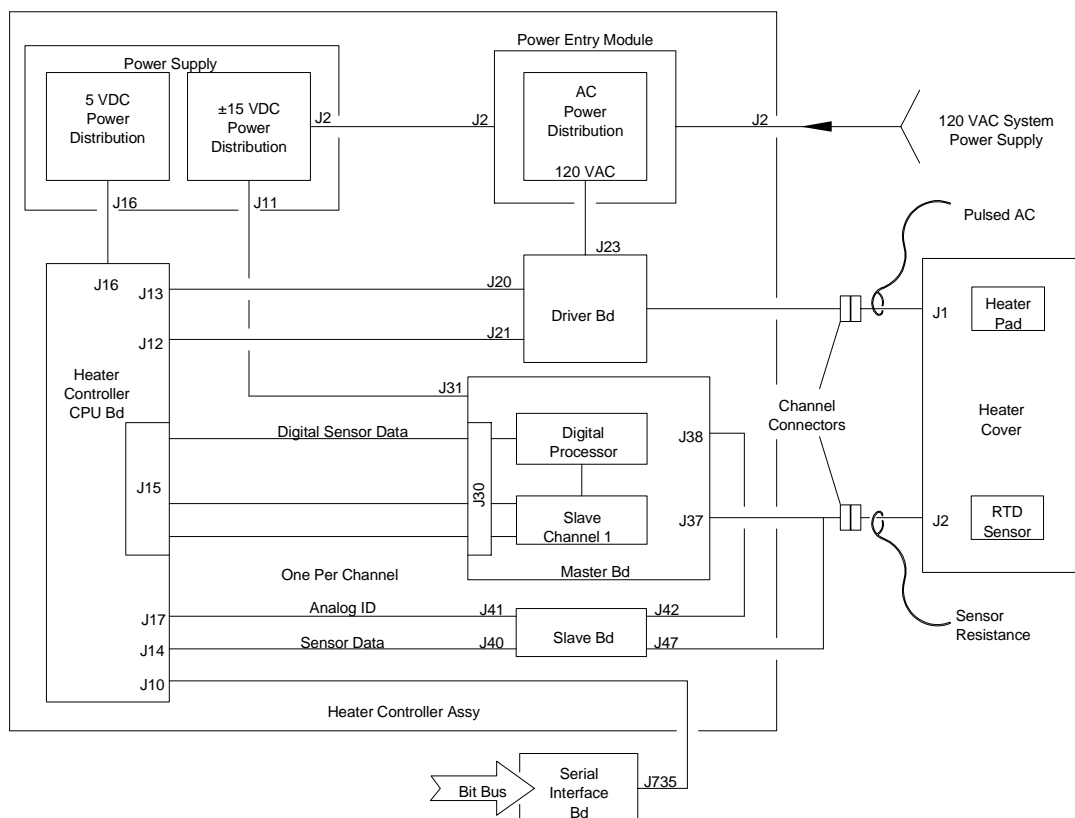 Power Entry Module
Power Supply
5 VDC
Power
Distribution
±15 VDC
Power
Distribution
J2
J2
AC
Power
Distribution
120 VAC
J2
120 VAC System
Power Supply
J16
J11
Pulsed AC
J23
J16
J13
J20
Driver Bd
J12
J21
J1
Heater
Pad
Heater
Controller
CPU Bd
J31
Channel
Connectors
Heater
Cover
Digital Sensor Data
Digital
Processor
J38
J15
J30
Slave
Channel 1
J37
J2
RTD
Sensor
One Per Channel
Master Bd
J17
Analog ID
J41
J42
Slave Bd
J14
Sensor Data
J40
J47
Sensor
Resistance
J10
Heater Controller Assy
Bit Bus
Serial
Interface
Bd
J735